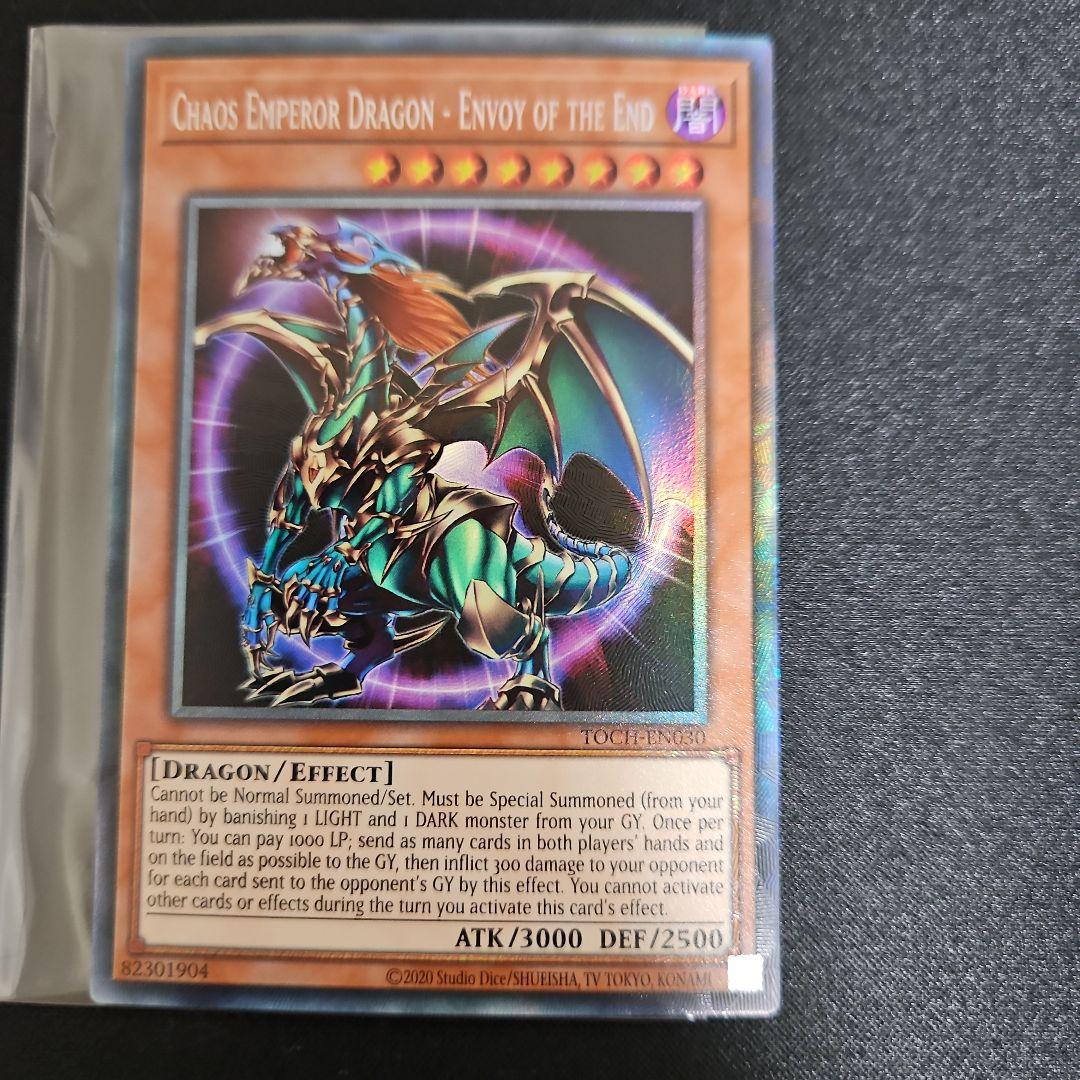 CHAOS EMPEROR DRAGON - ENVOY OF THE END
DARK
闇
TOCH-EN030
[DRAGON/EFFECT]
Cannot be Normal Summoned/Set. Must be Special Summoned (from your
hand) by banishing 1 LIGHT and 1 DARK monster from your GY. Once per
turn: You can pay 1000 LP; send as many cards in both players' hands and
on the field as possible to the GY, then inflict 300 damage to your opponent
for each card sent to the opponent's GY by this effect. You cannot activate
other cards or effects during the turn you activate this card's effect.
ATK/3000 DEF/2500
82301904
©2020 Studio Dice/SHUEISHA, TV TOKYO, KONAMI